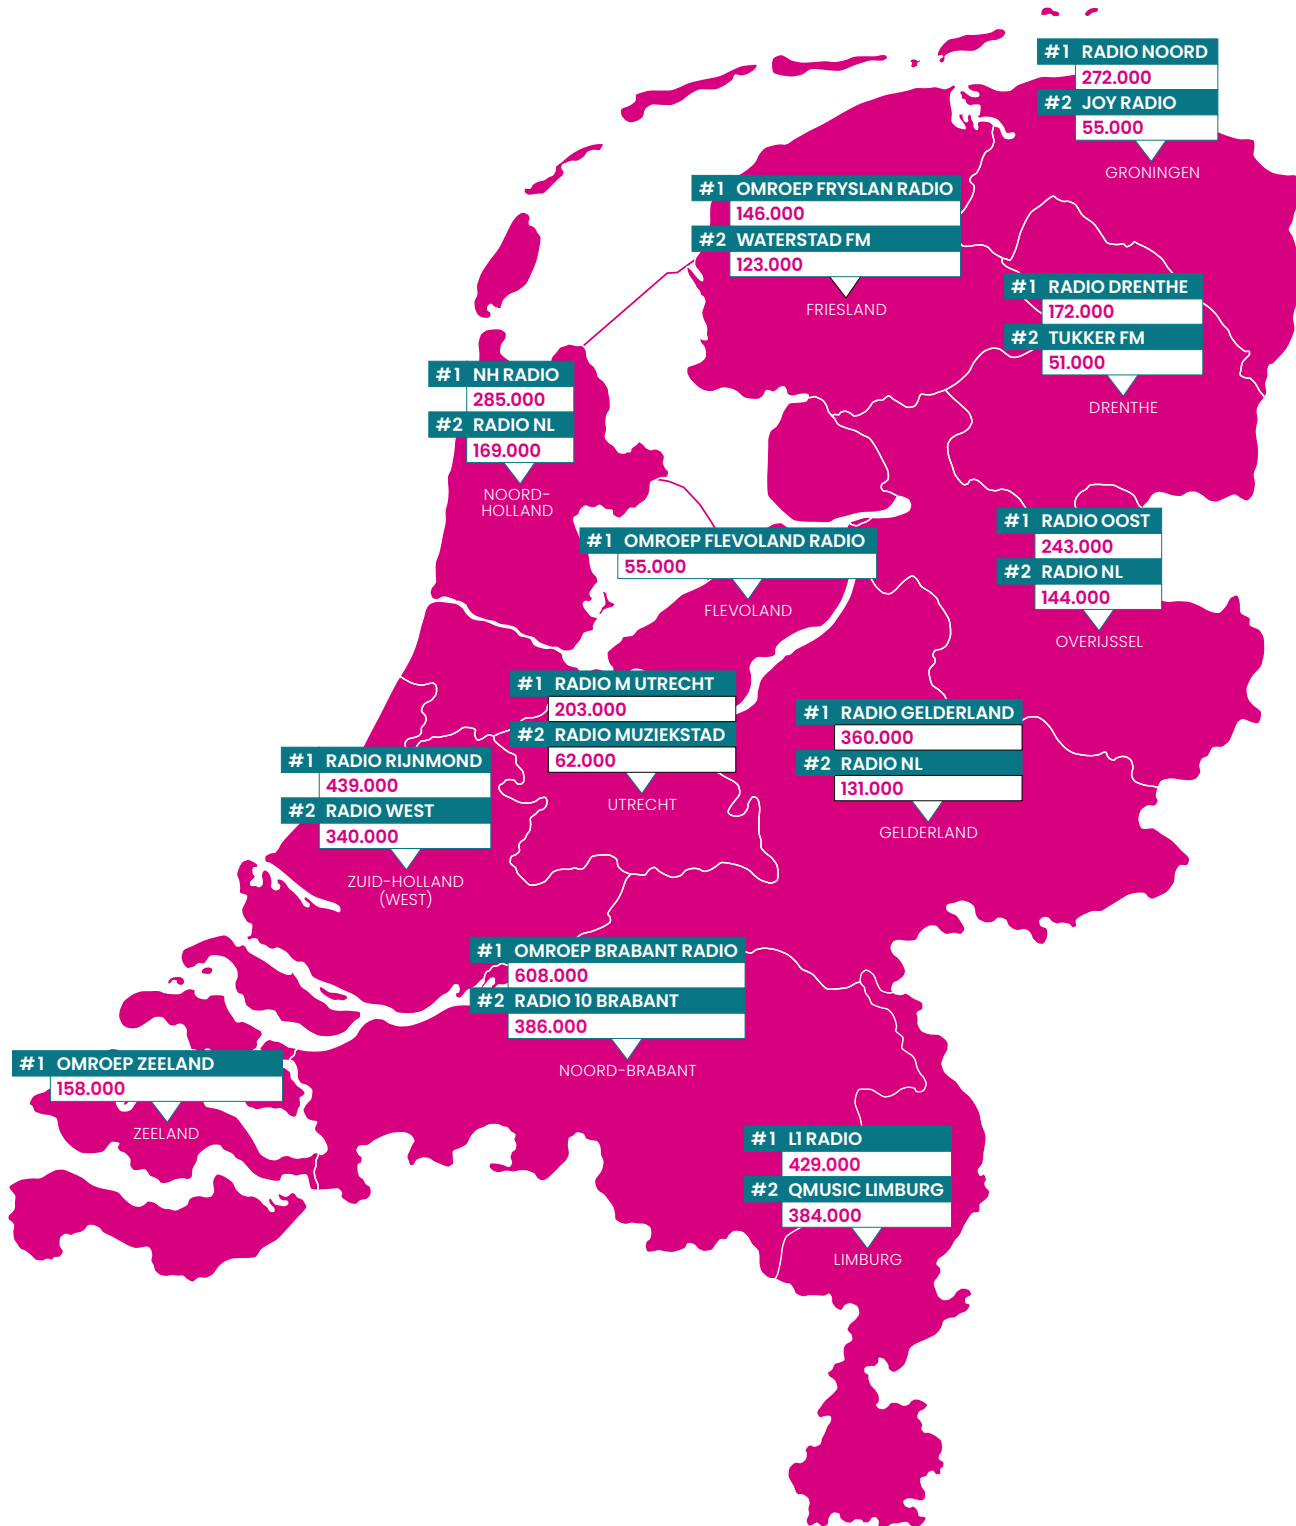 #1 RADIO NOORD
272.000
#2 JOY RADIO
55.000
GRONINGEN
#1 OMROEP FRYSLAN RADIO
146.000
#2 WATERSTAD FM
123.000
FRIESLAND
#1 RADIO DRENTHE
172.000
#2 TUKKER FM
51.000
DRENTHE
#1 NH RADIO
285.000
#2 RADIO NL
169.000
NOORD-
HOLLAND
#1 OMROEP FLEVOLAND RADIO
55.000
FLEVOLAND
#1 RADIO OOST
243.000
#2 RADIO NL
144.000
OVERIJSSEL
#1 RADIO M UTRECHT
203.000
#2 RADIO MUZIEKSTAD
62.000
UTRECHT
#1 RADIO GELDERLAND
360.000
#2 RADIO NL
131.000
GELDERLAND
#1 RADIO RIJNMOND
439.000
#2 RADIO WEST
340.000
ZUID-HOLLAND
(WEST)
#1 OMROEP BRABANT RADIO
608.000
#2 RADIO 10 BRABANT
386.000
NOORD-BRABANT
#1 OMROEP ZEELAND
158.000
ZEELAND
#1 L1 RADIO
429.000
#2 QMUSIC LIMBURG
384.000
LIMBURG